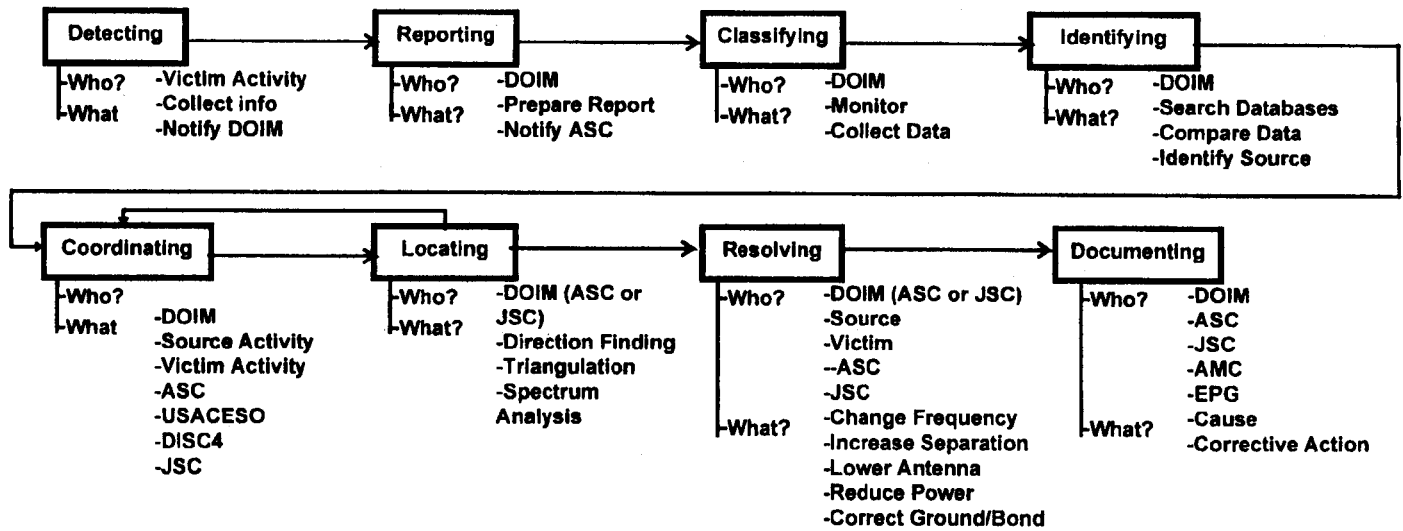 Detecting
-Who?
-What
-Victim Activity
-Collect info
-Notify DOIM
Reporting
-Who?
-What?
-DOIM
-Prepare Report
-Notify ASC
Classifying
-Who?
-What?
-DOIM
-Monitor
-Collect Data
Identifying
-Who?
-What?
-DOIM
-Search Databases
-Compare Data
-Identify Source
Coordinating
-Who?
-What
-DOIM
-Source Activity
-Victim Activity
-ASC
-USACESO
-DISC4
-JSC
Locating
-Who?
-What?
-DOIM (ASC or
JSC)
-Direction Finding
-Triangulation
-Spectrum
Analysis
Resolving
-Who?
-What?
-DOIM (ASC or JSC)
-Source
-Victim
--ASC
-JSC
-Change Frequency
-Increase Separation
-Lower Antenna
-Reduce Power
-Correct Ground/Bond
Documenting
-Who?
-What?
-DOIM
-ASC
-JSC
-AMC
-EPG
-Cause
-Corrective Action